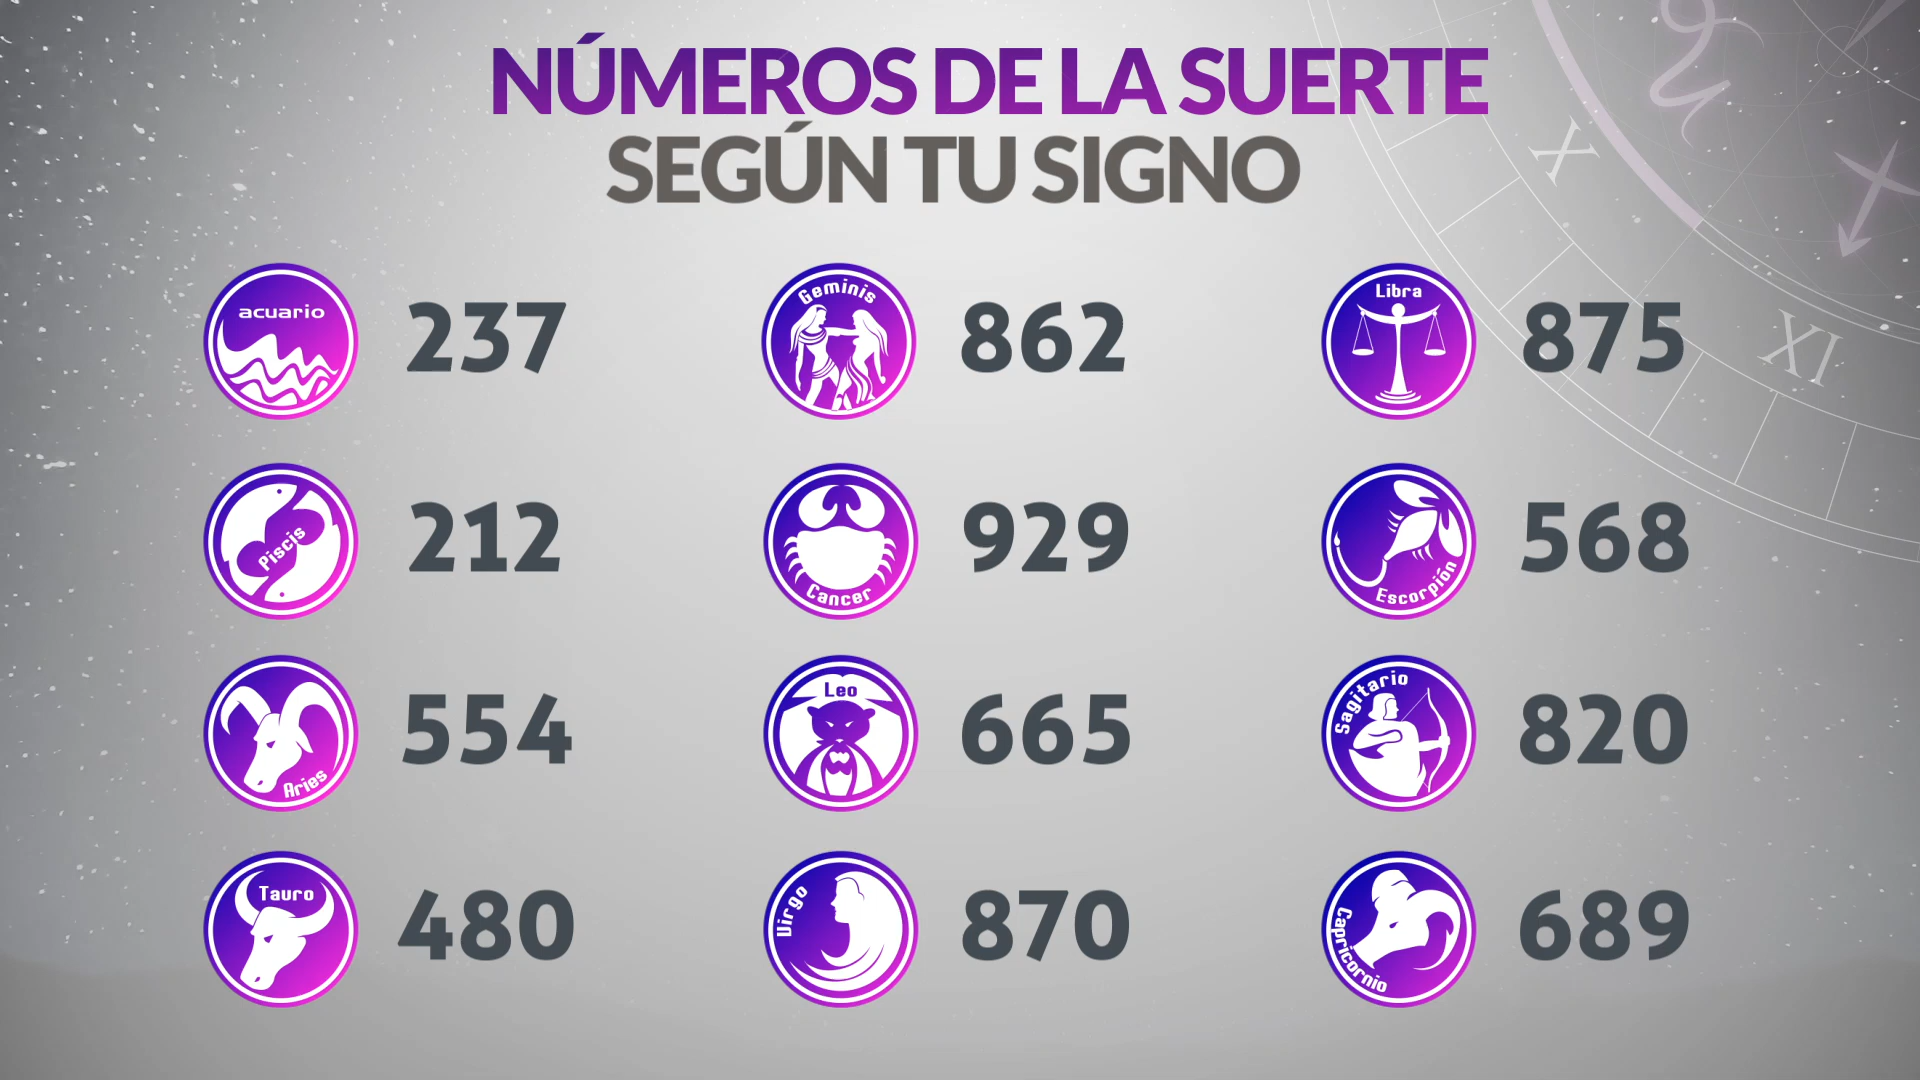 NÚMEROS DE LA SUERTE
SEGÚN TU SIGNO
acuario 237
Geminis 862
Libra 875
Piscis 212
Cancer 929
Escorpión 568
Aries 554
Leo 665
Sagitario 820
Tauro 480
Virgo 870
Capricornio 689
X
XI